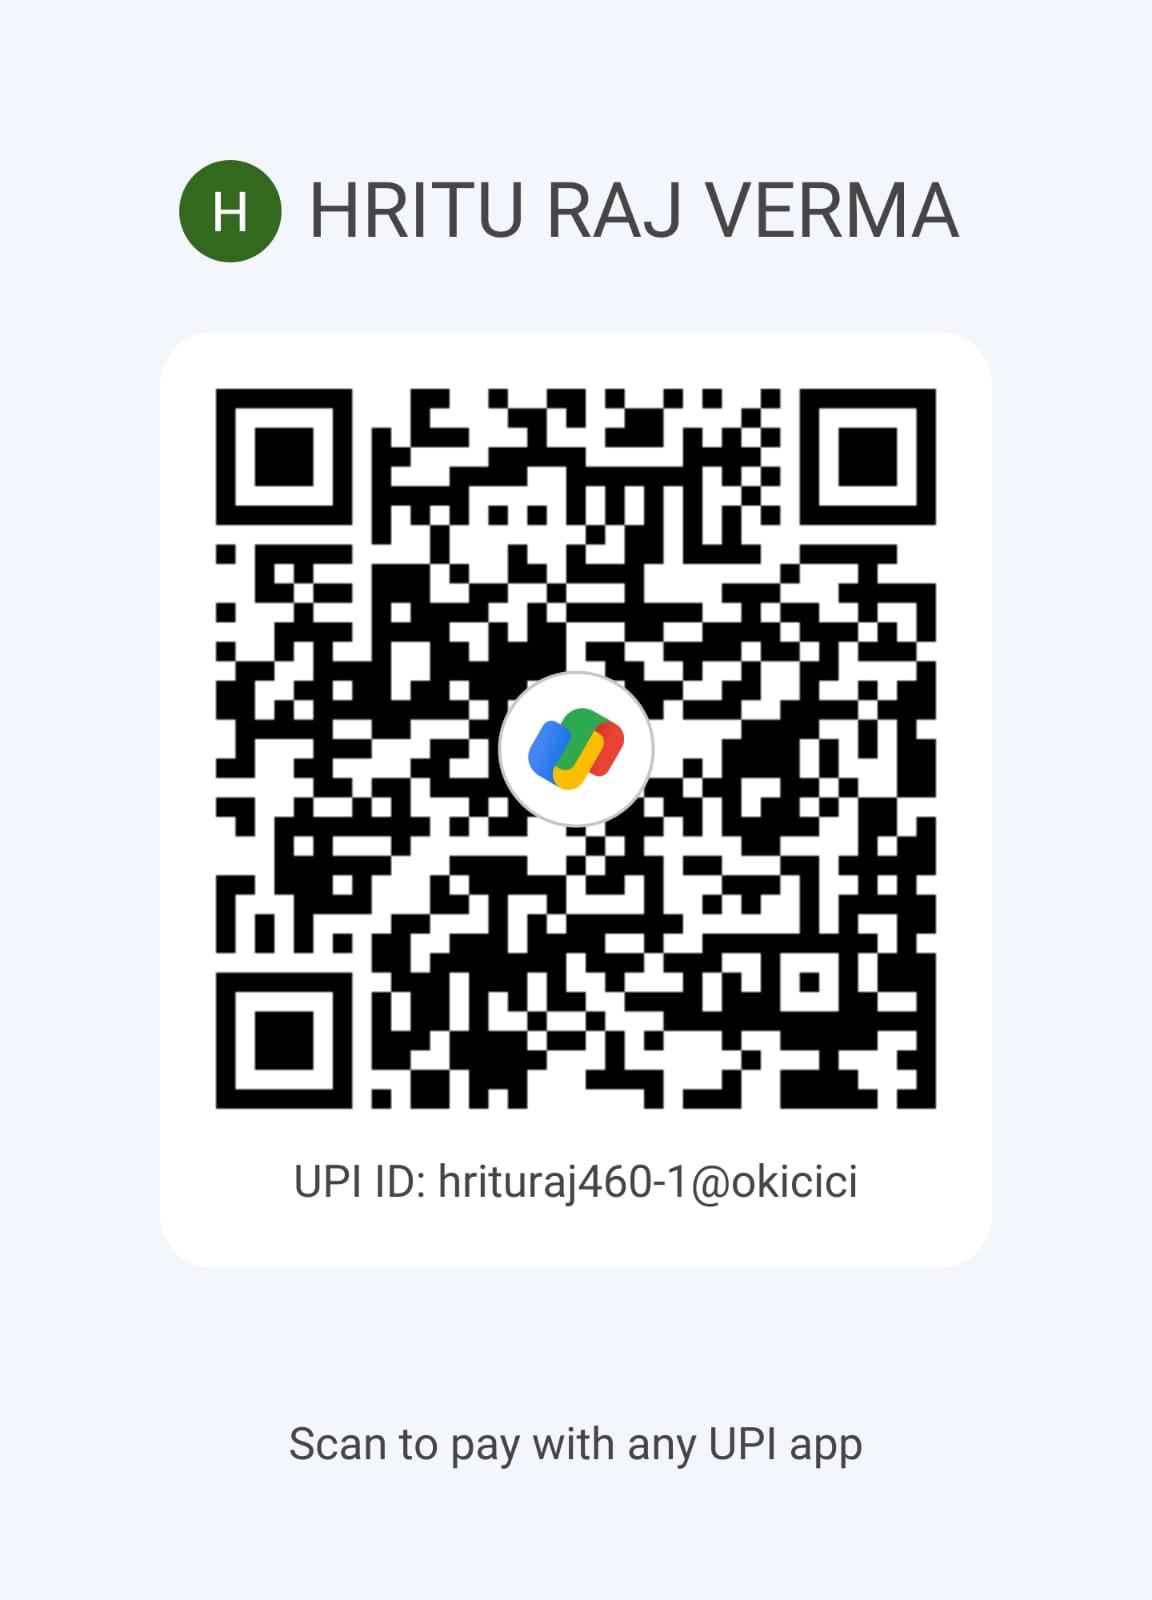 H HRITU RAJ VERMA
UPI ID: hrituraj460-1@okicici
Scan to pay with any UPI app